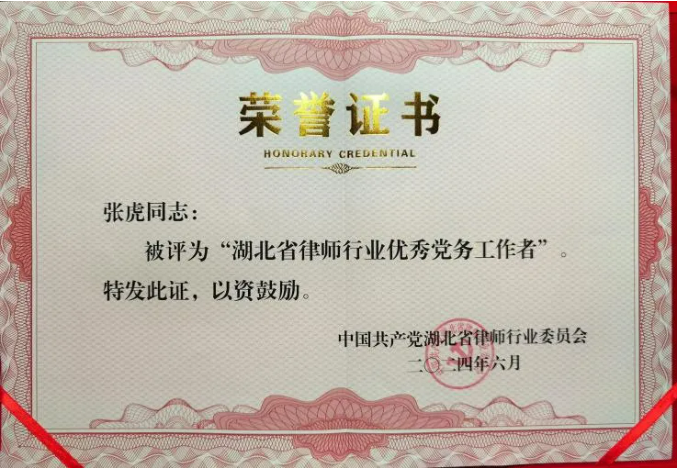 荣誉证书
HONORARY CREDENTIAL
张虎同志：
被评为“湖北省律师行业优秀党务工作者”。
特发此证，以资鼓励。
中国共产党湖北省律师行业委员会
二〇二四年六月